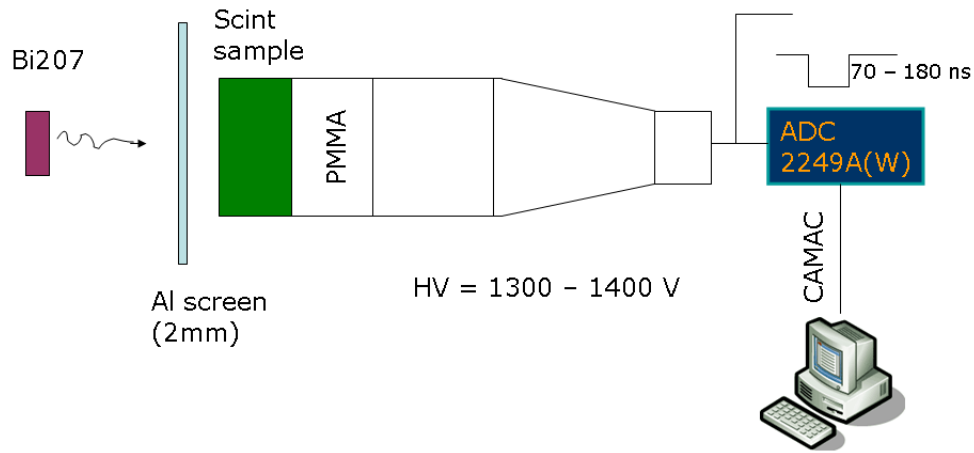 Bi207
Scint
sample
PMMA
70 – 180 ns
ADC
2249A(W)
CAMAC
HV = 1300 – 1400 V
Al screen
(2mm)